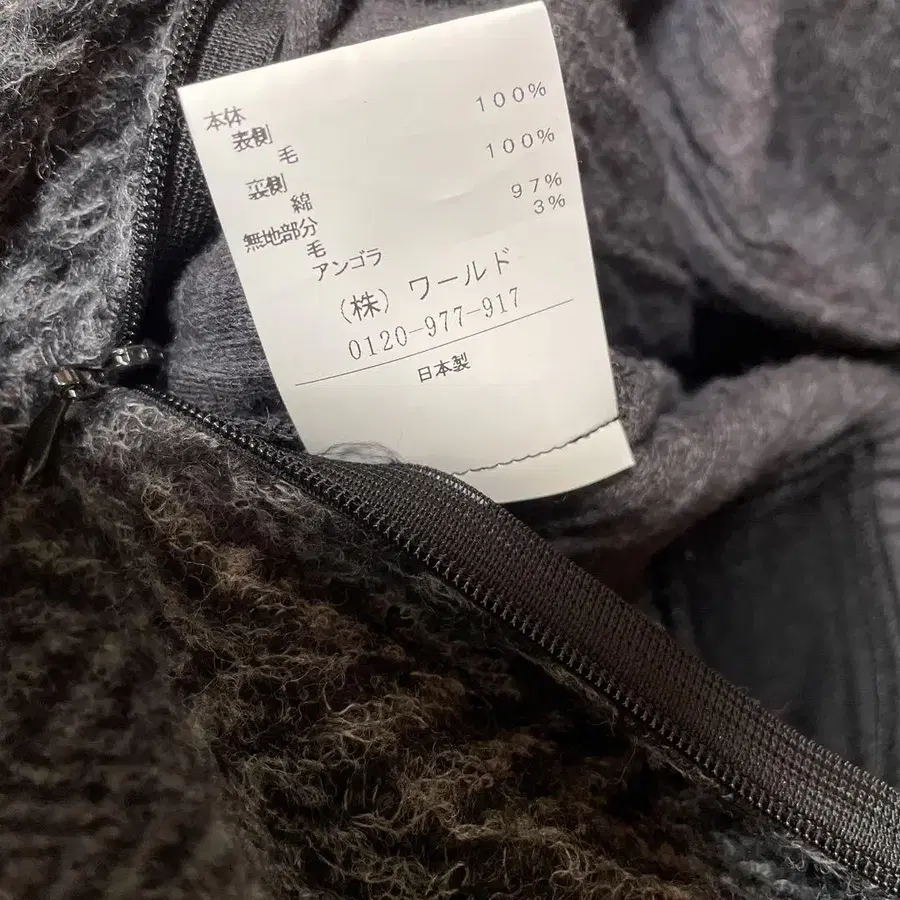 本体
表側
毛 100%
裏側
綿 100%
無地部分
毛 97%
アンゴラ 3%
(株) ワールド
0120-977-917
日本製